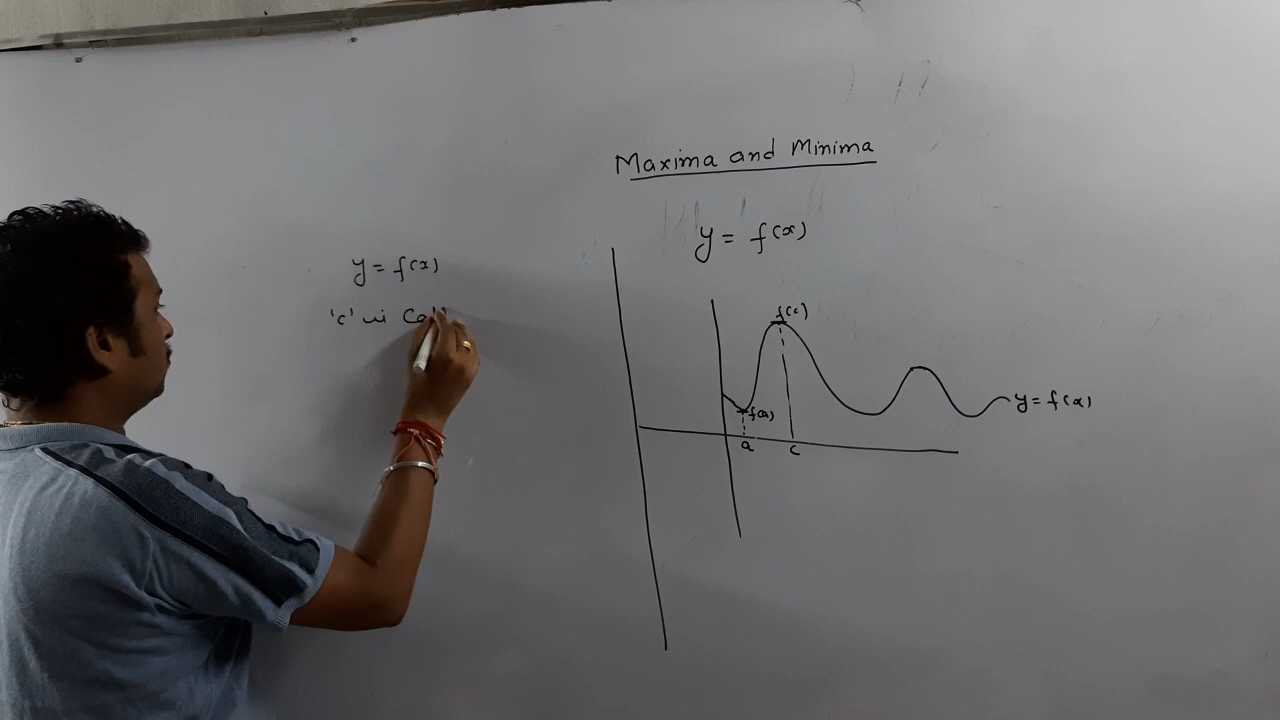 Maxima and Minima
y = f(x)
y = f(x)
'c' is
f(c)
f(a)
y = f(x)
a
c